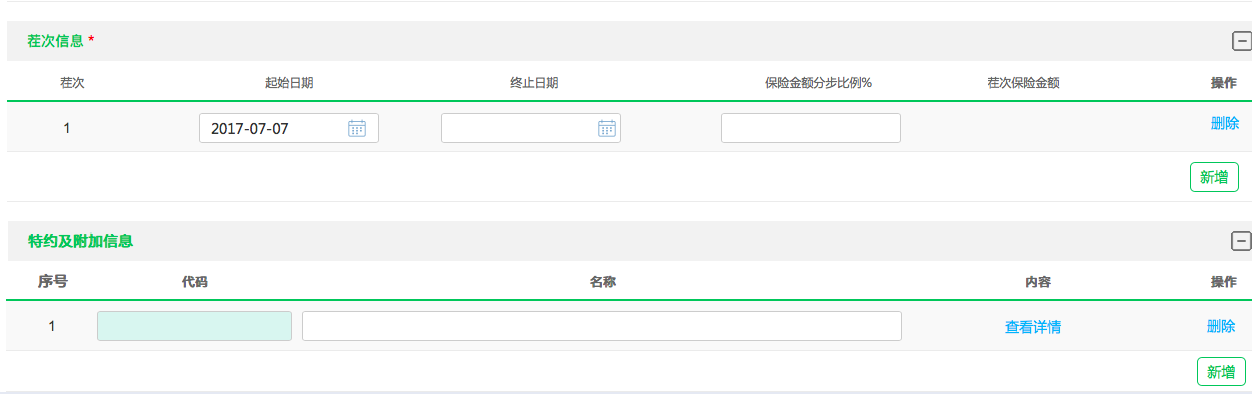 茬次信息 *
茬次 起始日期 终止日期 保险金额分步比例% 茬次保险金额 操作
1 2017-07-07 删除
新增
特约及附加信息
序号 代码 名称 内容 操作
1 查看详情 删除
新增